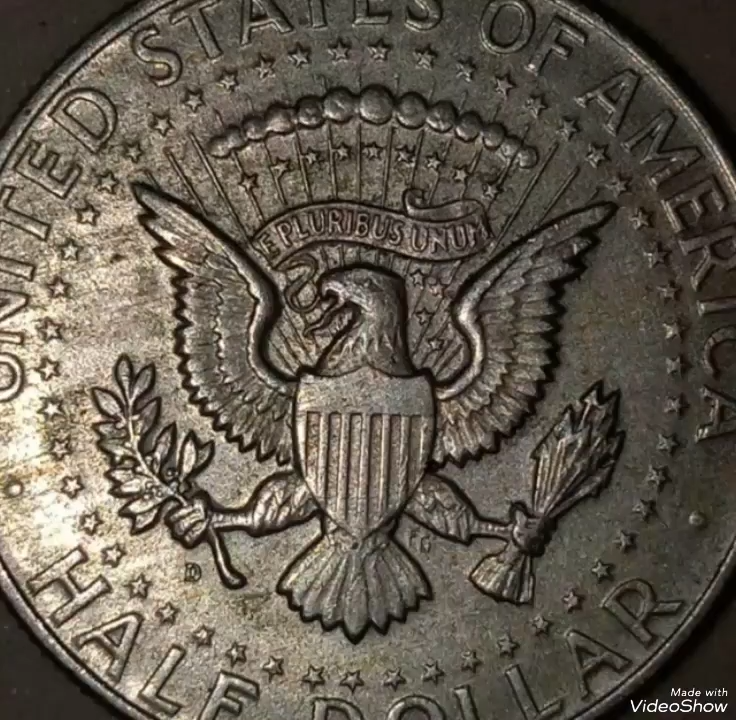 UNITED STATES OF AMERICA
E PLURIBUS UNUM
D
FG
HALF DOLLAR
Made with
VideoShow